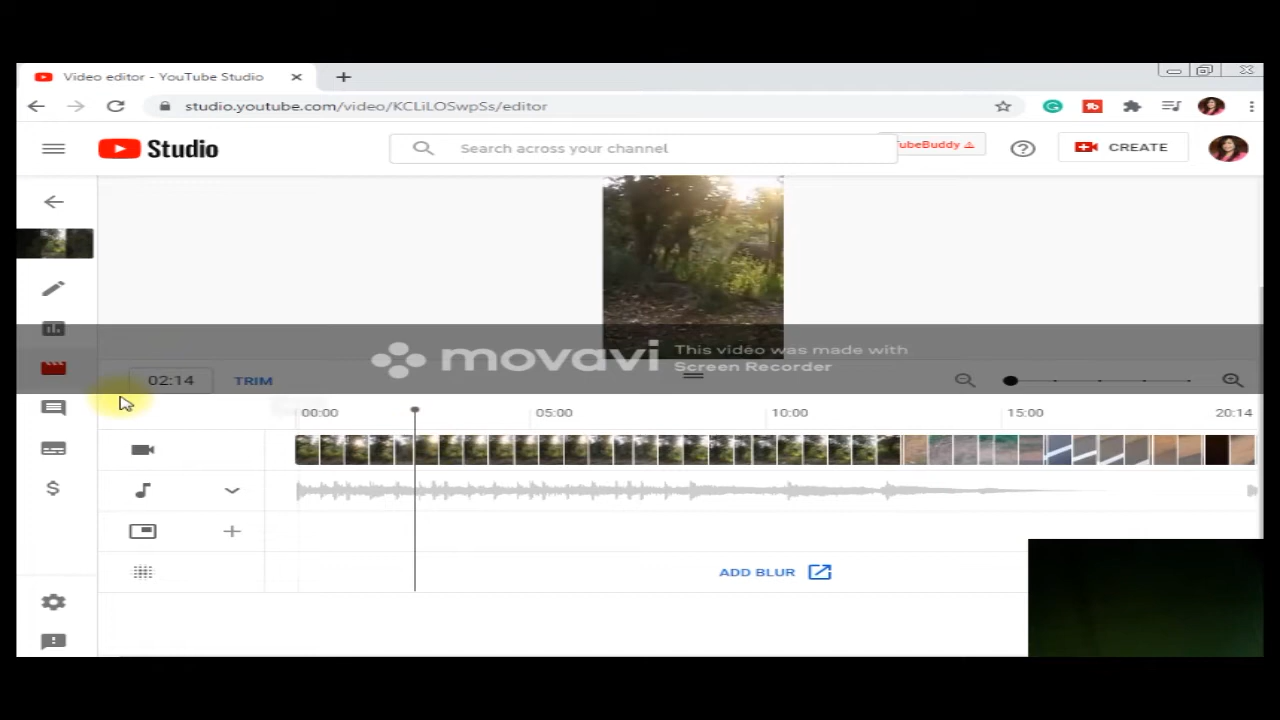 Video editor - YouTube Studio
studio.youtube.com/video/KCLiLOSwpSs/editor
Studio
Search across your channel
TubeBuddy
CREATE
movavi
This video was made with
Screen Recorder
02:14
TRIM
00:00
05:00
10:00
15:00
20:14
ADD BLUR